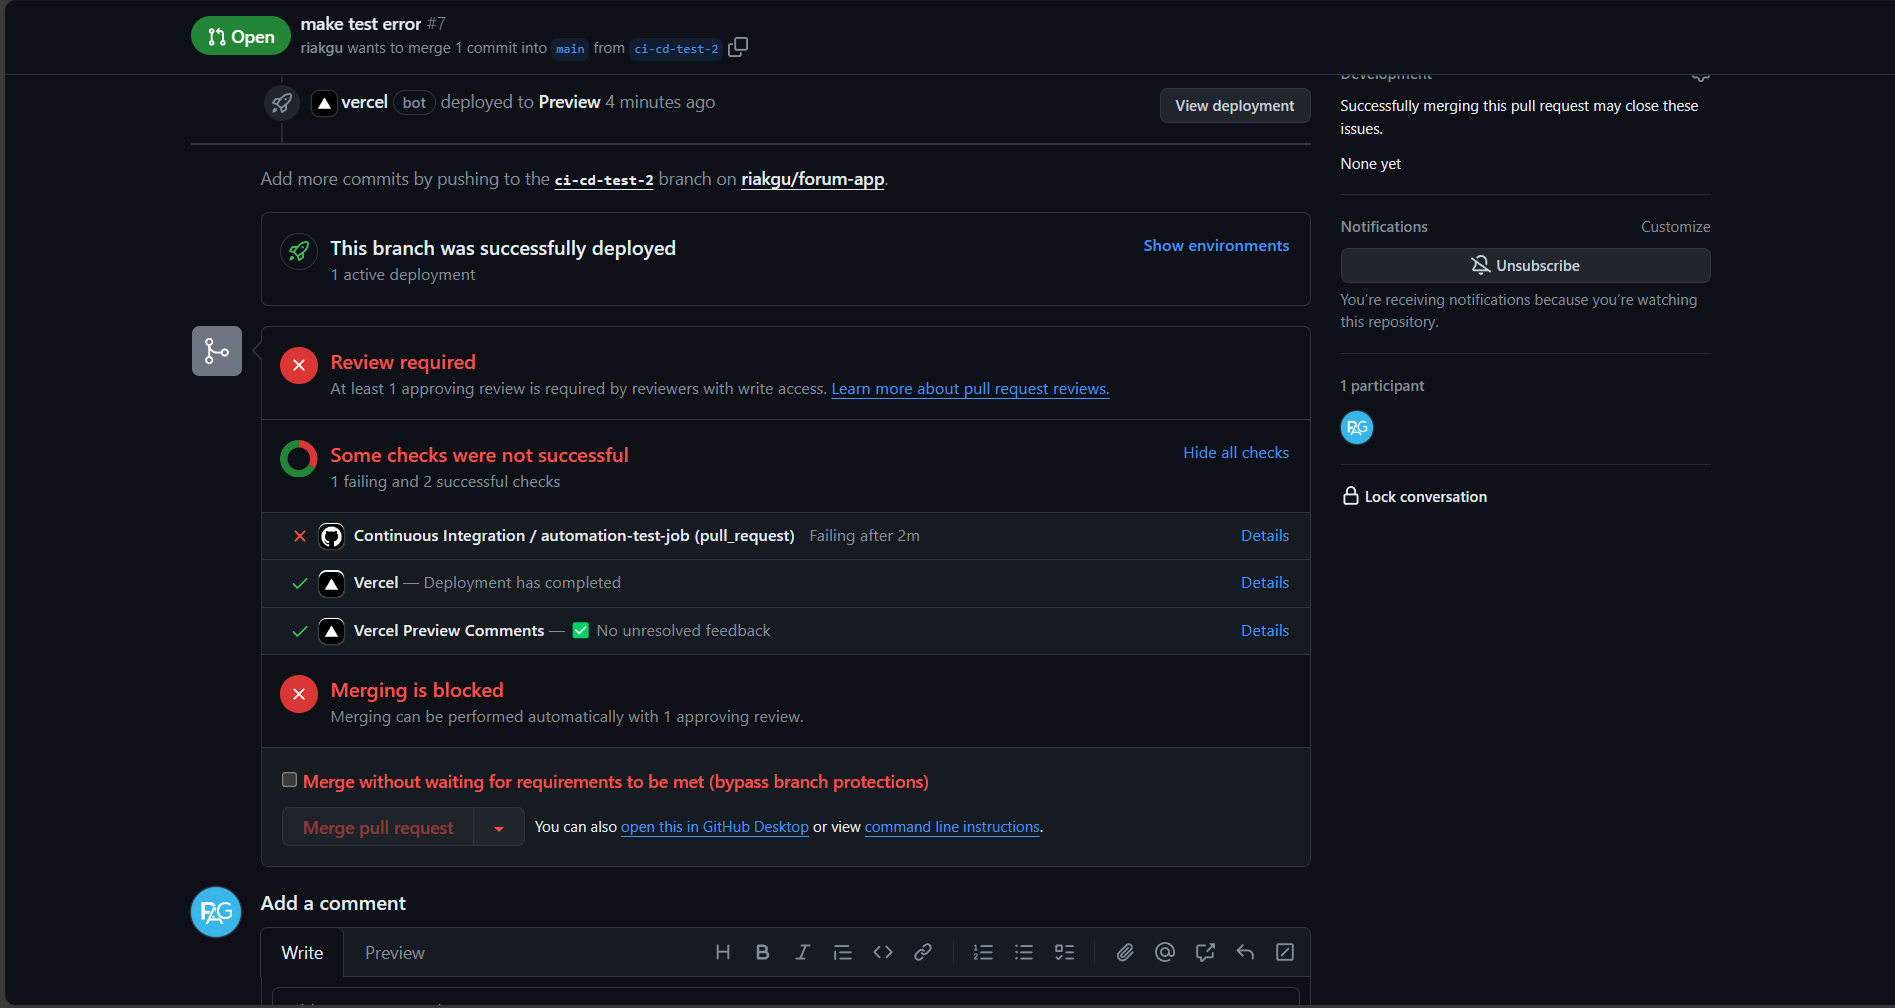 Open
make test error #7
riakgu wants to merge 1 commit into main from ci-cd-test-2
vercel bot deployed to Preview 4 minutes ago
View deployment
Add more commits by pushing to the ci-cd-test-2 branch on riakgu/forum-app.
This branch was successfully deployed
1 active deployment
Show environments
Review required
At least 1 approving review is required by reviewers with write access. Learn more about pull request reviews.
Some checks were not successful
1 failing and 2 successful checks
Hide all checks
Continuous Integration / automation-test-job (pull_request) Failing after 2m
Details
Vercel — Deployment has completed
Details
Vercel Preview Comments — ✅ No unresolved feedback
Details
Merging is blocked
Merging can be performed automatically with 1 approving review.
Merge without waiting for requirements to be met (bypass branch protections)
Merge pull request
You can also open this in GitHub Desktop or view command line instructions.
Add a comment
Write
Preview
Development
Successfully merging this pull request may close these
issues.
None yet
Notifications
Customize
Unsubscribe
You're receiving notifications because you're watching
this repository.
1 participant
Lock conversation